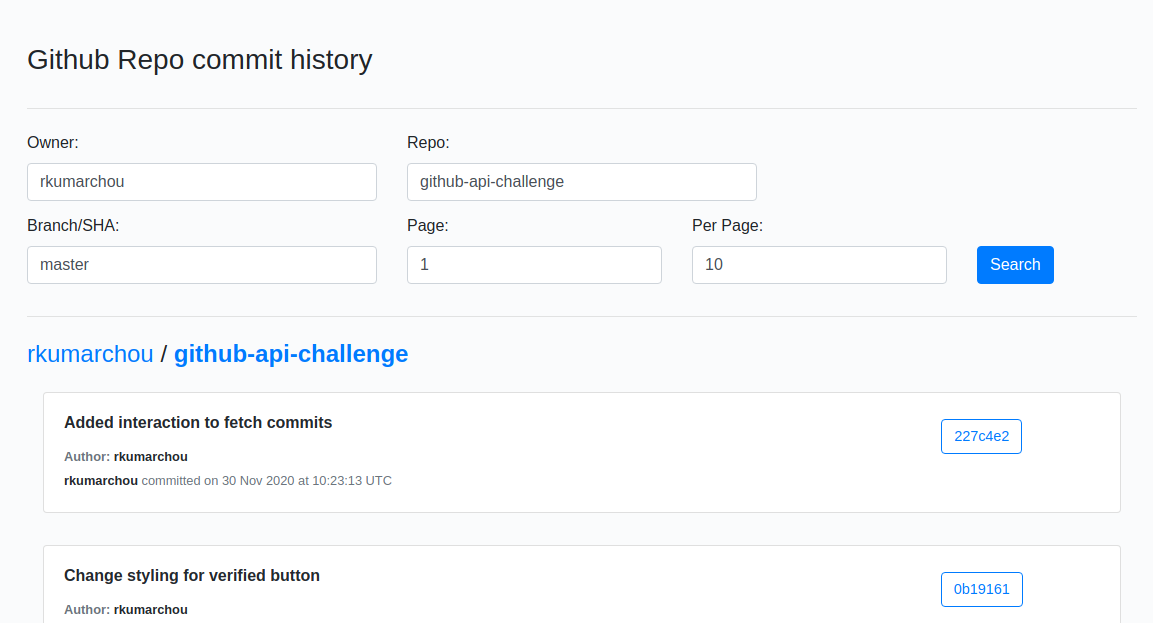 Github Repo commit history
Owner: Repo:
rkumarchou github-api-challenge
Branch/SHA: Page: Per Page:
master 1 10 Search
rkumarchou / github-api-challenge
Added interaction to fetch commits
227c4e2
Author: rkumarchou
rkumarchou committed on 30 Nov 2020 at 10:23:13 UTC
Change styling for verified button
0b19161
Author: rkumarchou